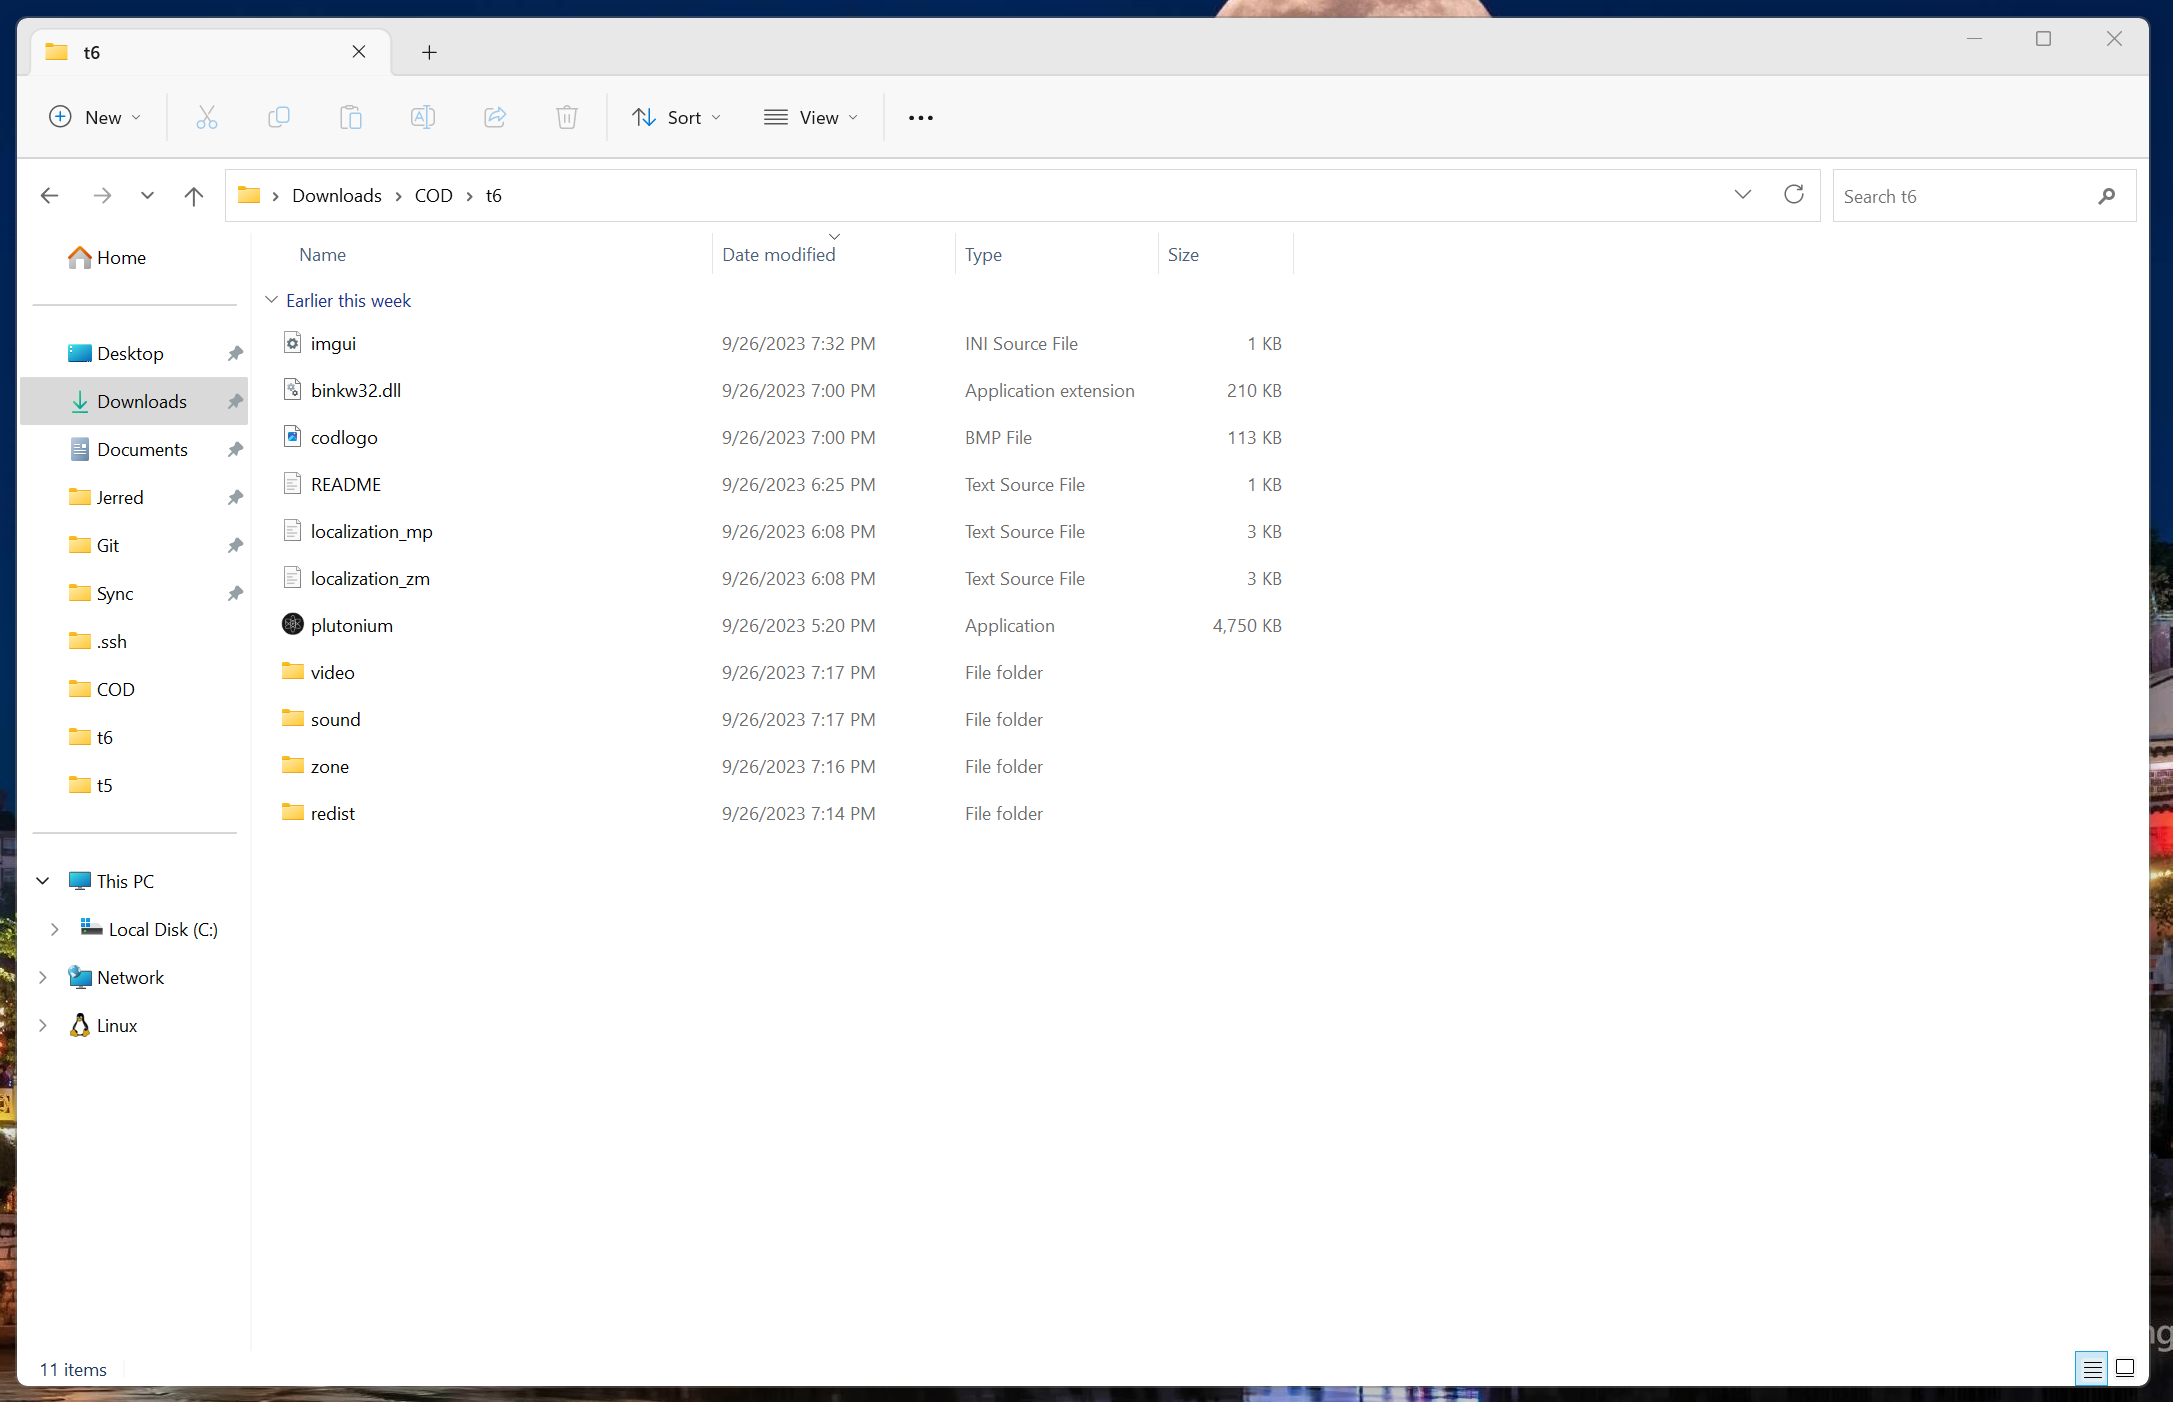 t6
New
Sort
View
Downloads
COD
t6
Search t6
Home
Desktop
Downloads
Documents
Jerred
Git
Sync
.ssh
COD
t6
t5
This PC
Local Disk (C:)
Network
Linux
Name Date modified Type Size
Earlier this week
imgui 9/26/2023 7:32 PM INI Source File 1 KB
binkw32.dll 9/26/2023 7:00 PM Application extension 210 KB
codlogo 9/26/2023 7:00 PM BMP File 113 KB
README 9/26/2023 6:25 PM Text Source File 1 KB
localization_mp 9/26/2023 6:08 PM Text Source File 3 KB
localization_zm 9/26/2023 6:08 PM Text Source File 3 KB
plutonium 9/26/2023 5:20 PM Application 4,750 KB
video 9/26/2023 7:17 PM File folder
sound 9/26/2023 7:17 PM File folder
zone 9/26/2023 7:16 PM File folder
redist 9/26/2023 7:14 PM File folder
11 items